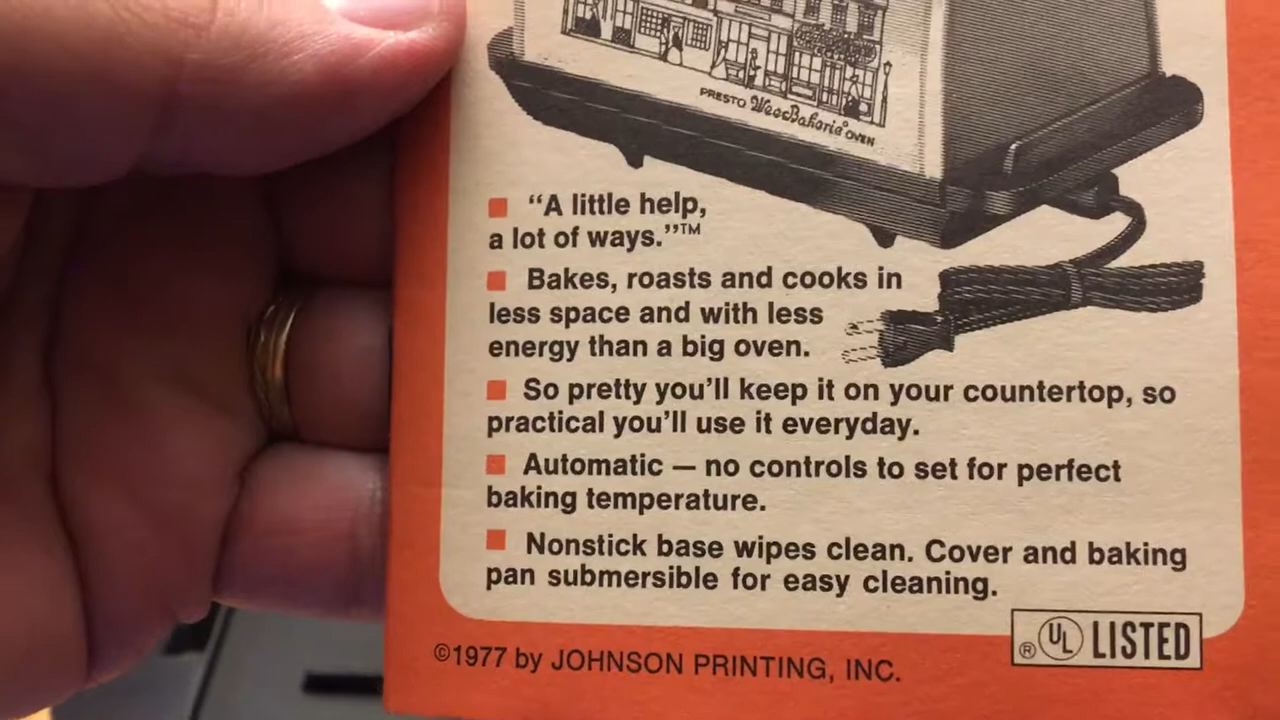 PRESTO WeeBakerie® OVEN
■ “A little help,
a lot of ways.”™
■ Bakes, roasts and cooks in
less space and with less
energy than a big oven.
■ So pretty you’ll keep it on your countertop, so
practical you’ll use it everyday.
■ Automatic — no controls to set for perfect
baking temperature.
■ Nonstick base wipes clean. Cover and baking
pan submersible for easy cleaning.
® UL LISTED
©1977 by JOHNSON PRINTING, INC.